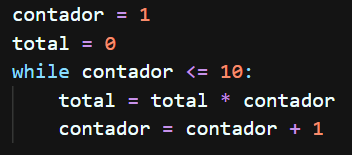 contador = 1
total = 0
while contador <= 10:
    total = total * contador
    contador = contador + 1